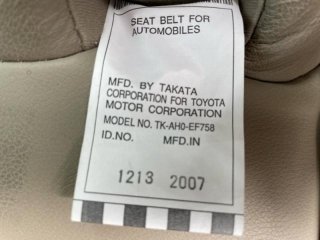 SEAT BELT FOR
AUTOMOBILES
MFD. BY TAKATA
CORPORATION FOR TOYOTA
MOTOR CORPORATION
MODEL NO. TK-AH0-EF758
ID.NO. MFD.IN
1213 2007